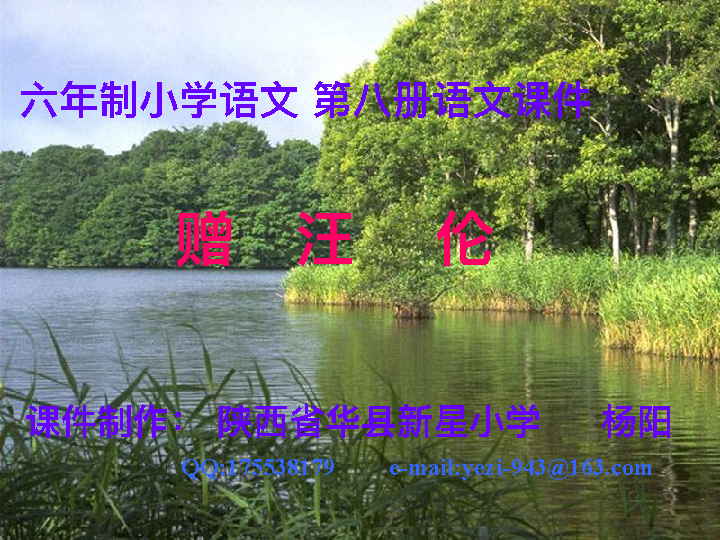 六年制小学语文 第八册语文课件
赠 汪 伦
课件制作： 陕西省华县新星小学 杨阳
QQ:175538179 e-mail:yezi-943@163.com